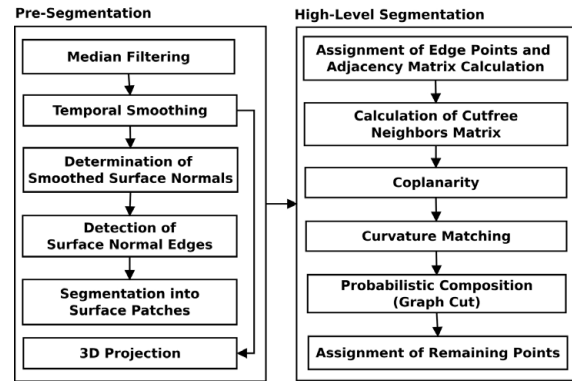 Pre-Segmentation
Median Filtering
Temporal Smoothing
Determination of
Smoothed Surface Normals
Detection of
Surface Normal Edges
Segmentation into
Surface Patches
3D Projection
High-Level Segmentation
Assignment of Edge Points and
Adjacency Matrix Calculation
Calculation of Cutfree
Neighbors Matrix
Coplanarity
Curvature Matching
Probabilistic Composition
(Graph Cut)
Assignment of Remaining Points